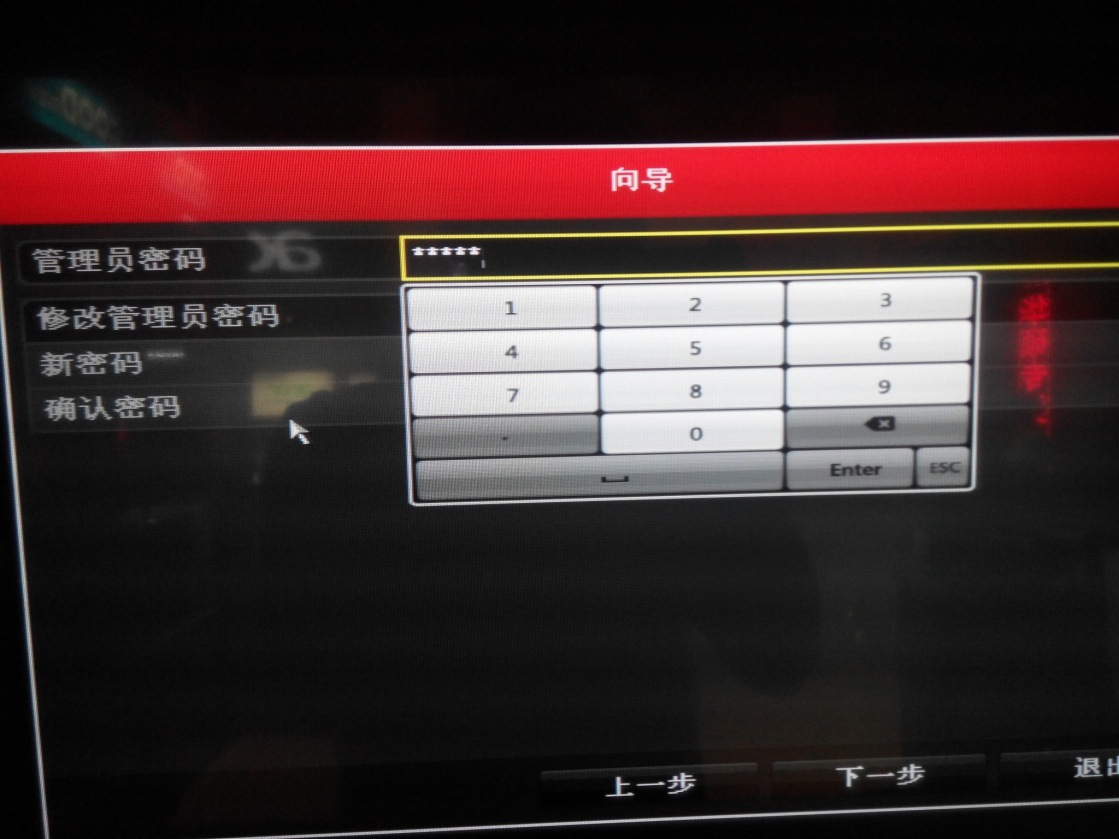 向导
管理员密码 *****
修改管理员密码
新密码
确认密码
1 2 3
4 5 6
7 8 9
. 0
Enter ESC
上一步 下一步 退出